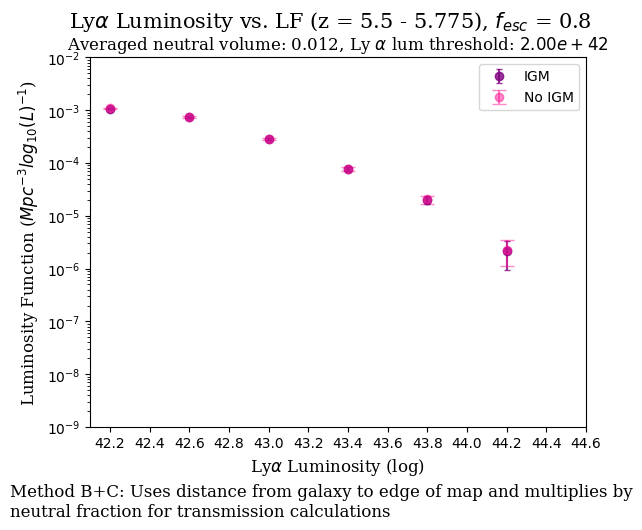 Lyα Luminosity vs. LF (z = 5.5 - 5.775), f_esc = 0.8
Averaged neutral volume: 0.012, Ly α lum threshold: 2.00e + 42
IGM
No IGM
Luminosity Function (Mpc⁻³log₁₀(L)⁻¹)
10⁻²
10⁻³
10⁻⁴
10⁻⁵
10⁻⁶
10⁻⁷
10⁻⁸
10⁻⁹
42.2 42.4 42.6 42.8 43.0 43.2 43.4 43.6 43.8 44.0 44.2 44.4 44.6
Lyα Luminosity (log)
Method B+C: Uses distance from galaxy to edge of map and multiplies by
neutral fraction for transmission calculations